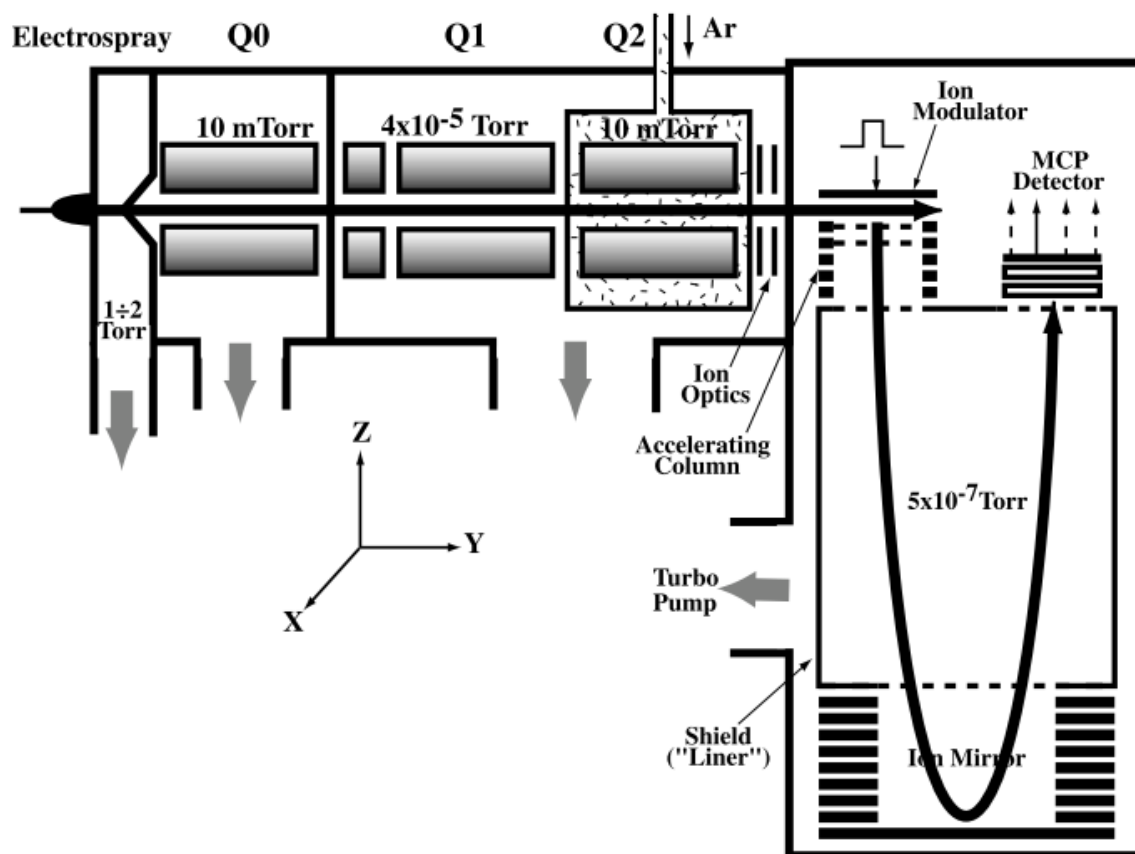 Electrospray
Q0
Q1
Q2
Ar
10 mTorr
4x10⁻⁵ Torr
10 mTorr
Ion
Modulator
MCP
Detector
1÷2
Torr
Ion
Optics
Accelerating
Column
5x10⁻⁷Torr
Z
Y
X
Turbo
Pump
Shield
("Liner")
Ion Mirror